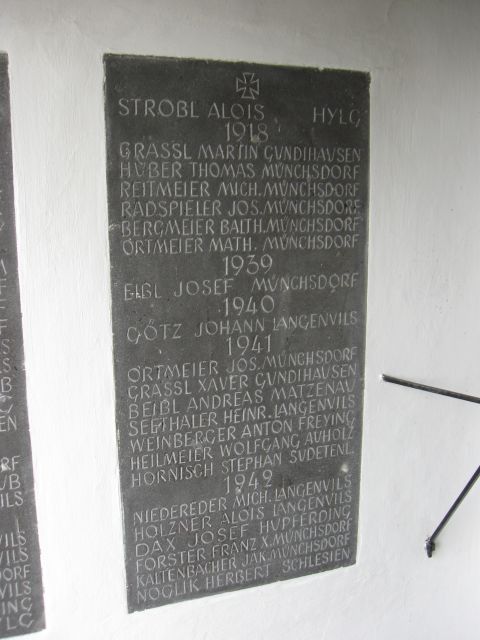 STROBL ALOIS HYLG
1918
GRASSL MARTIN GUNDIHAUSEN
HUBER THOMAS MÜNCHSDORF
REITMEIER MICH. MÜNCHSDORF
RADSPIELER JOS. MÜNCHSDORF
BERGMEIER BALTH. MÜNCHSDORF
ORTMEIER MATH. MÜNCHSDORF
1939
EIBL JOSEF MÜNCHSDORF
1940
GÖTZ JOHANN LANGENVILS
1941
ORTMEIER JOS. MÜNCHSDORF
GRASSL XAVER GUNDIHAUSEN
BEIBL ANDREAS MATZENAU
SEETHALER HEINR. LANGENVILS
WEINBERGER ANTON FREYING
HEILMEIER WOLFGANG AUHOLZ
HORNISCH STEPHAN SUDETENL.
1942
NIEDEREDER MICH. LANGENVILS
HOLZNER ALOIS LANGENVILS
DAX JOSEF HUPFERDING
FORSTER FRANZ X. MÜNCHSDORF
KALTENBACHER JAK. MÜNCHSDORF
NOGLIK HERBERT SCHLESIEN